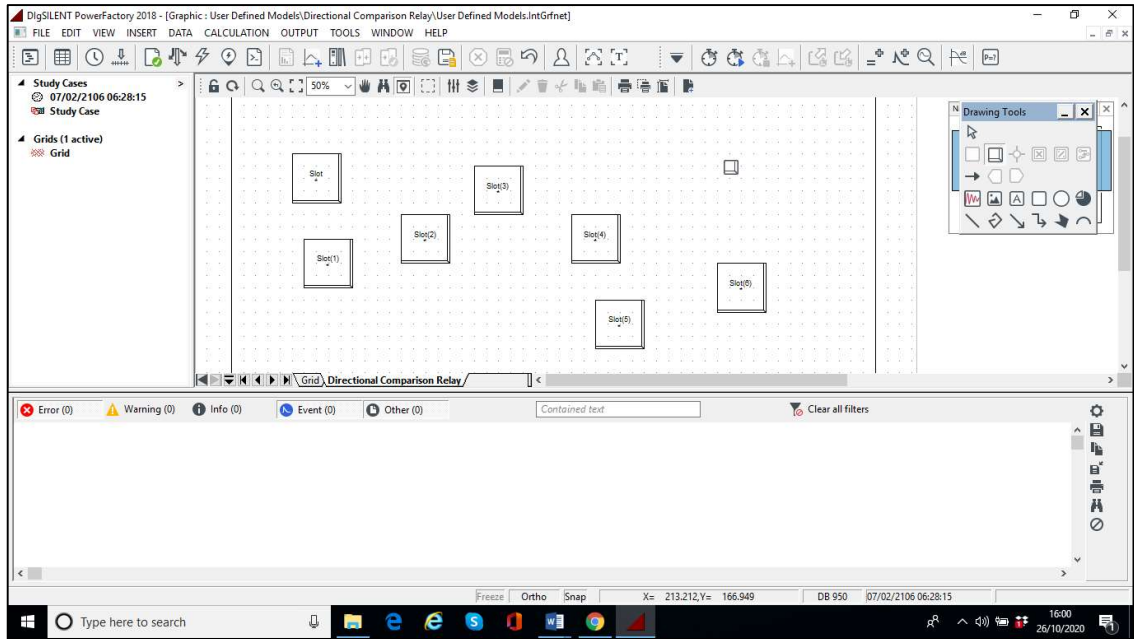 DIgSILENT PowerFactory 2018 - [Graphic : User Defined Models\Directional Comparison Relay\User Defined Models.IntGrfnet]
FILE EDIT VIEW INSERT DATA CALCULATION OUTPUT TOOLS WINDOW HELP
Study Cases
07/02/2106 06:28:15
Study Case
Grids (1 active)
Grid
50%
Drawing Tools
Slot
Slot(1)
Slot(2)
Slot(3)
Slot(4)
Slot(5)
Slot(6)
Grid Directional Comparison Relay
Error (0) Warning (0) Info (0) Event (0) Other (0) Contained text Clear all filters
Freeze Ortho Snap X= 213.212,Y= 166.949 DB 950 07/02/2106 06:28:15
Type here to search
16:00
26/10/2020